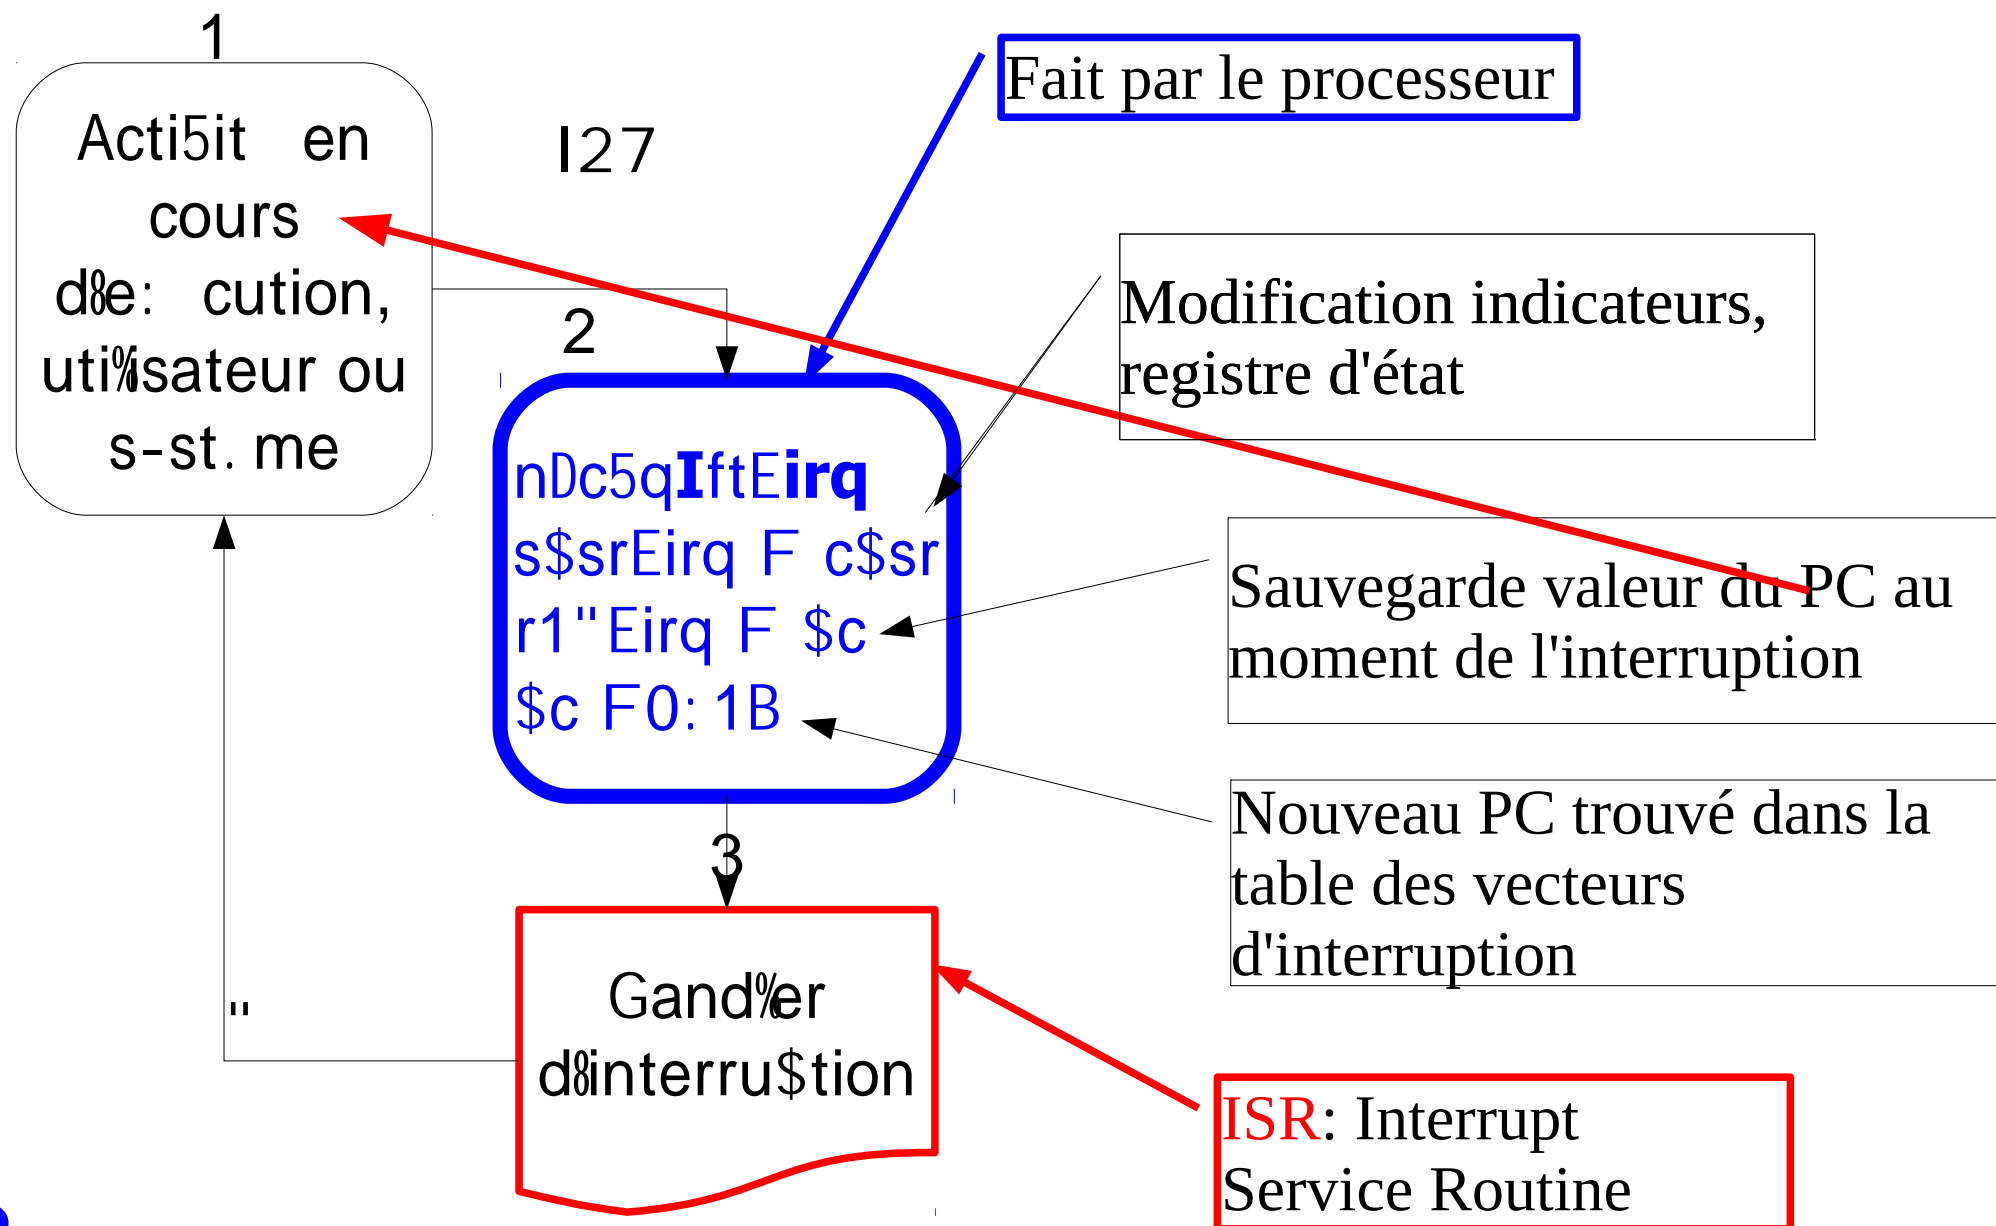 1
Fait par le processeur
Acti5it en
cours
d8e: cution,
uti%isateur ou
s-st. me
I27
2
Modification indicateurs,
registre d'état
nDc5qIftEirq
s$srEirq F c$sr
r1"Eirq F $c
$c F0: 1B
Sauvegarde valeur du PC au
moment de l'interruption
Nouveau PC trouvé dans la
table des vecteurs
d'interruption
3
Gand%er
d8interru$tion
"
ISR: Interrupt
Service Routine